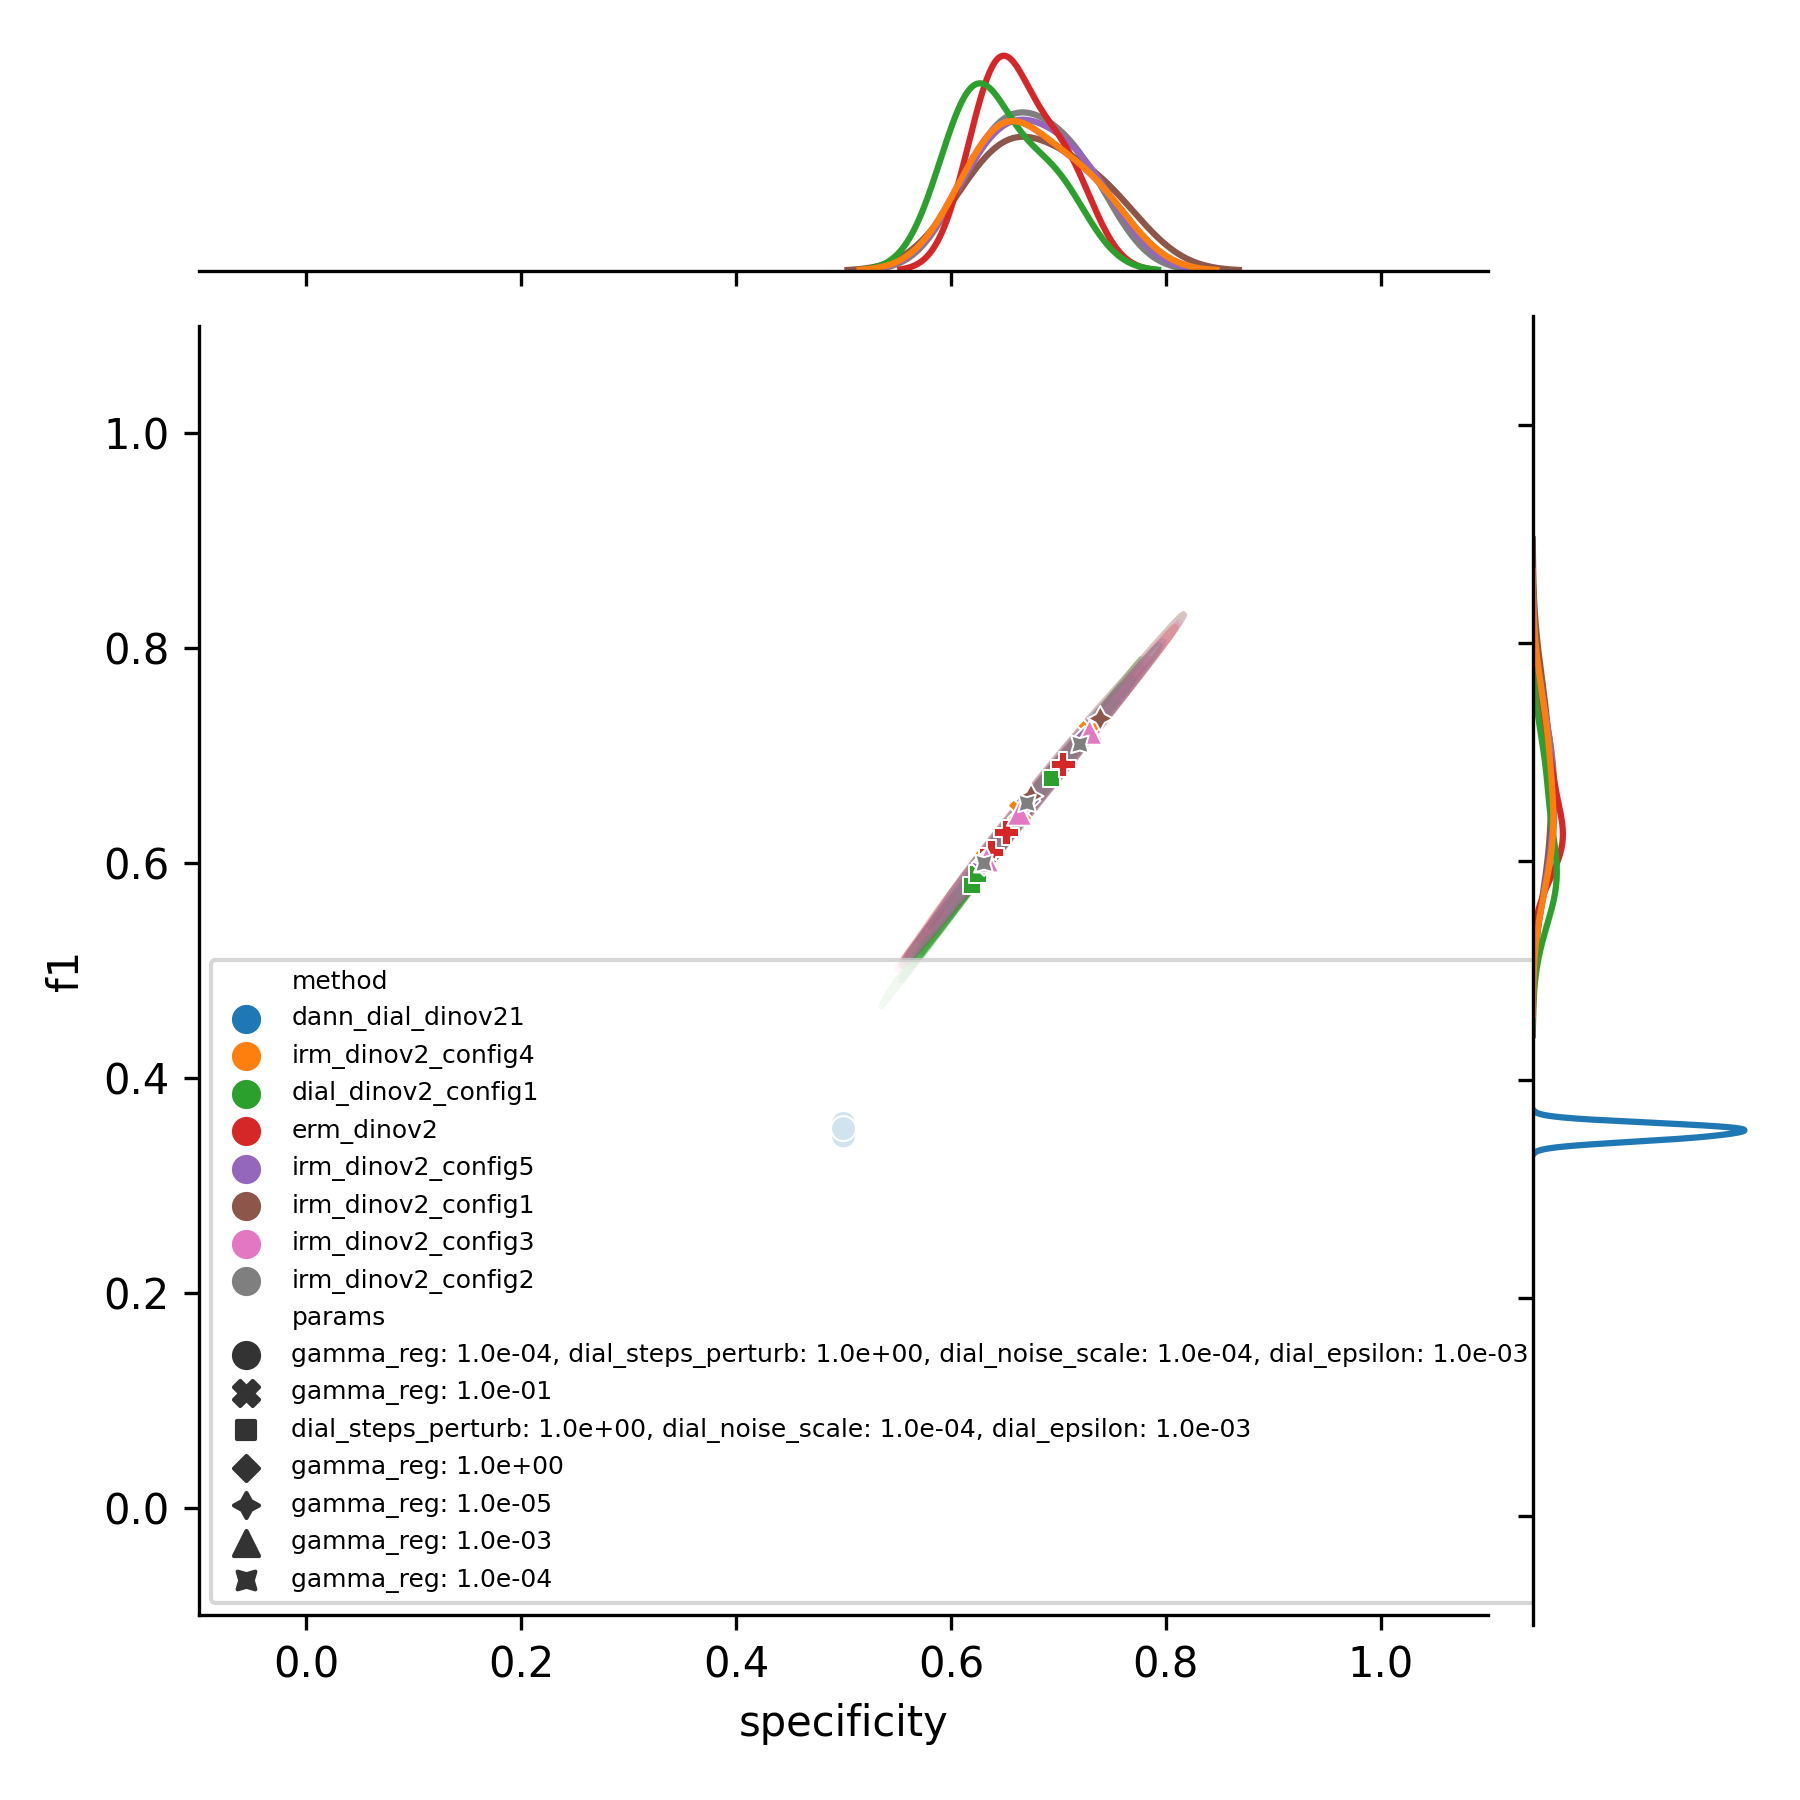 1.0
0.8
0.6
0.4
0.2
0.0
f1
method
dann_dial_dinov21
irm_dinov2_config4
dial_dinov2_config1
erm_dinov2
irm_dinov2_config5
irm_dinov2_config1
irm_dinov2_config3
irm_dinov2_config2
params
gamma_reg: 1.0e-04, dial_steps_perturb: 1.0e+00, dial_noise_scale: 1.0e-04, dial_epsilon: 1.0e-03
gamma_reg: 1.0e-01
dial_steps_perturb: 1.0e+00, dial_noise_scale: 1.0e-04, dial_epsilon: 1.0e-03
gamma_reg: 1.0e+00
gamma_reg: 1.0e-05
gamma_reg: 1.0e-03
gamma_reg: 1.0e-04
0.0 0.2 0.4 0.6 0.8 1.0
specificity